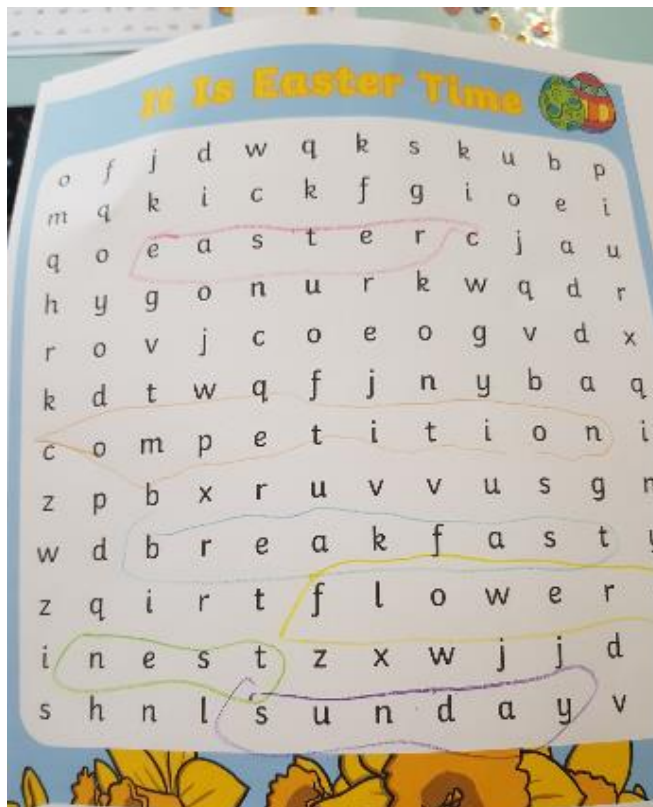 It Is Easter Time
o f j d w q k s k u b p
m q k i c k f g i o e i
q o e a s t e r c j a u
h y g o n u r k w q d r
r o v j c o e o g v d x
k d t w q f j n y b a q
c o m p e t i t i o n i
z p b x r u v v u s g
w d b r e a k f a s t
z q i r t f l o w e r
i n e s t z x w j j d
s h n l s u n d a y v